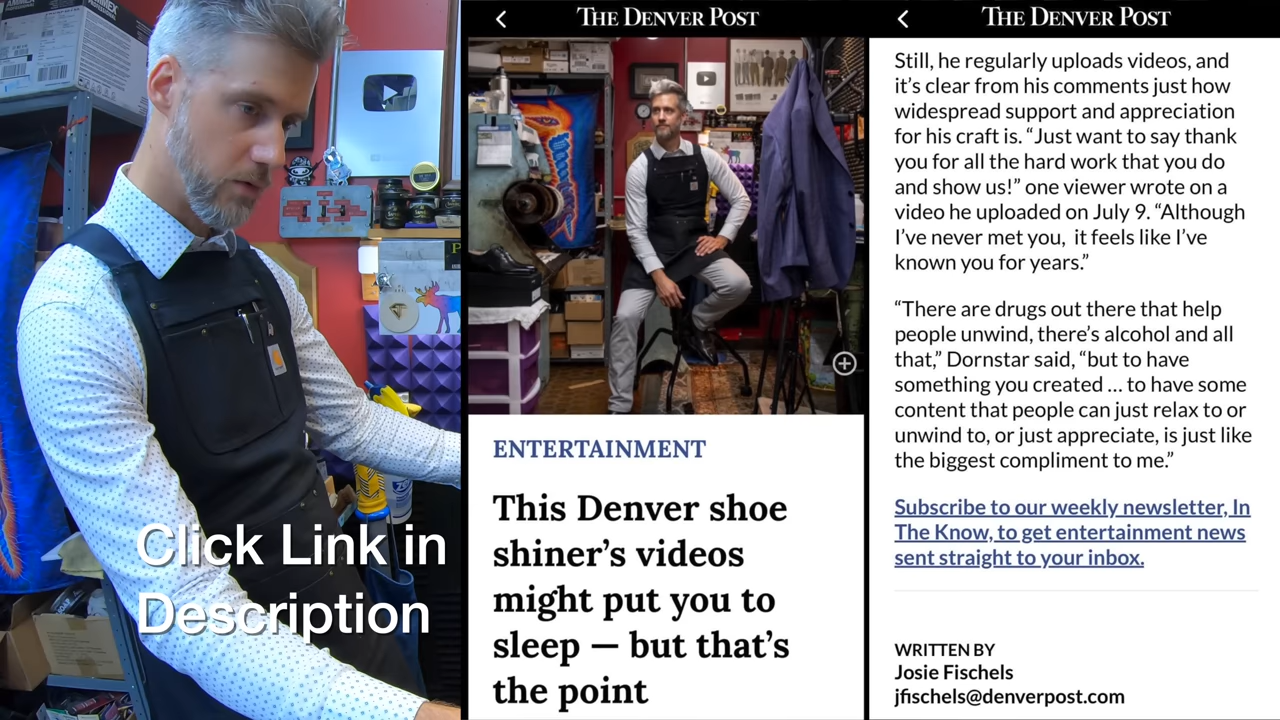 Click Link in
Description
THE DENVER POST
ENTERTAINMENT
This Denver shoe
shiner’s videos
might put you to
sleep — but that’s
the point
THE DENVER POST
Still, he regularly uploads videos, and
it’s clear from his comments just how
widespread support and appreciation
for his craft is. “Just want to say thank
you for all the hard work that you do
and show us!” one viewer wrote on a
video he uploaded on July 9. “Although
I’ve never met you, it feels like I’ve
known you for years.”
“There are drugs out there that help
people unwind, there’s alcohol and all
that,” Dornstar said, “but to have
something you created ... to have some
content that people can just relax to or
unwind to, or just appreciate, is just like
the biggest compliment to me.”
Subscribe to our weekly newsletter, In
The Know, to get entertainment news
sent straight to your inbox.
WRITTEN BY
Josie Fischels
jfischels@denverpost.com